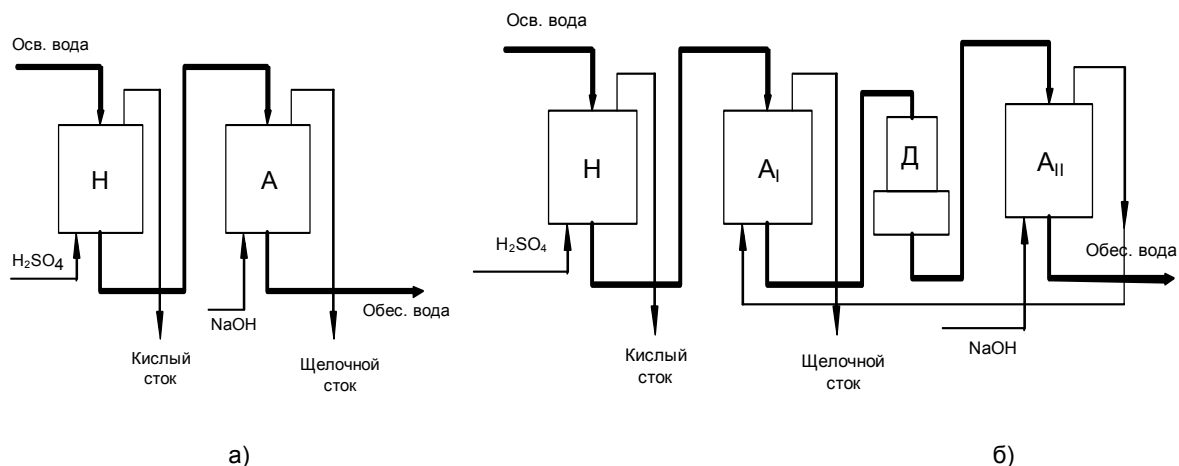 Осв. вода
Н
А
H₂SO₄
NaOH
Обес. вода
Кислый
сток
Щелочной
сток
а)
Осв. вода
Н
Аᴵ
Д
Аᴵᴵ
H₂SO₄
Обес. вода
NaOH
Кислый
сток
Щелочной
сток
б)